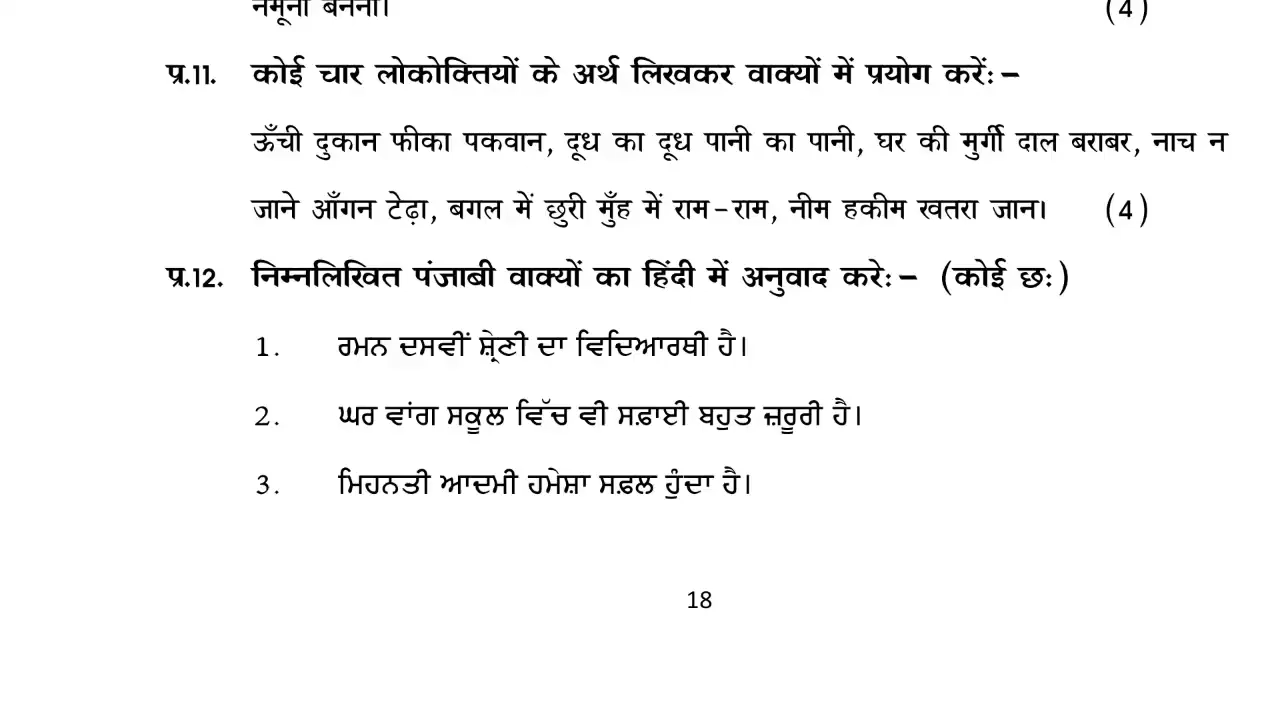 नमूना बनना। (4)
प्र.11. कोई चार लोकोक्तियों के अर्थ लिखकर वाक्यों में प्रयोग करें:-
ऊँची दुकान फीका पकवान, दूध का दूध पानी का पानी, घर की मुर्गी दाल बराबर, नाच न
जाने आँगन टेढ़ा, बगल में छुरी मुँह में राम-राम, नीम हकीम खतरा जान। (4)
प्र.12. निम्नलिखित पंजाबी वाक्यों का हिंदी में अनुवाद करे:- (कोई छः)
1. ਰਮਨ ਦਸਵੀਂ ਸ਼੍ਰੇਣੀ ਦਾ ਵਿਦਿਆਰਥੀ ਹੈ।
2. ਘਰ ਵਾਂਗ ਸਕੂਲ ਵਿੱਚ ਵੀ ਸਫ਼ਾਈ ਬਹੁਤ ਜ਼ਰੂਰੀ ਹੈ।
3. ਮਿਹਨਤੀ ਆਦਮੀ ਹਮੇਸ਼ਾ ਸਫ਼ਲ ਹੁੰਦਾ ਹੈ।
18